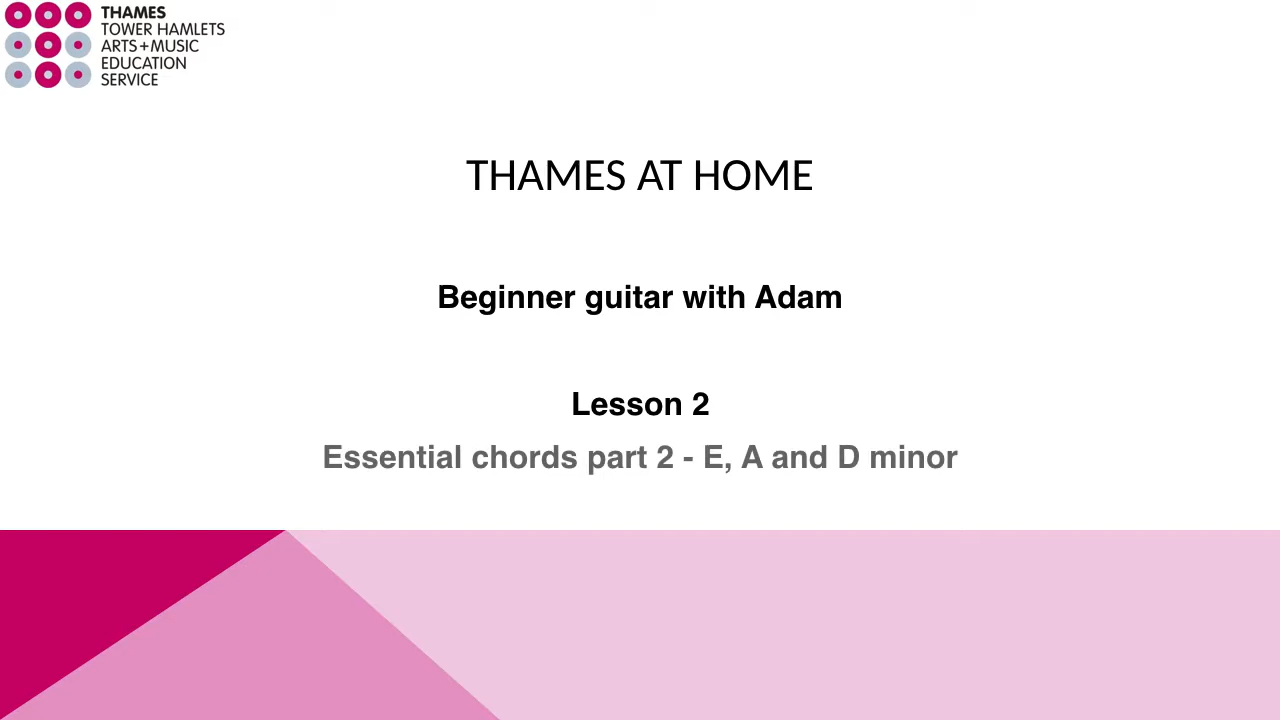 THAMES
TOWER HAMLETS
ARTS+MUSIC
EDUCATION
SERVICE
THAMES AT HOME
Beginner guitar with Adam
Lesson 2
Essential chords part 2 - E, A and D minor